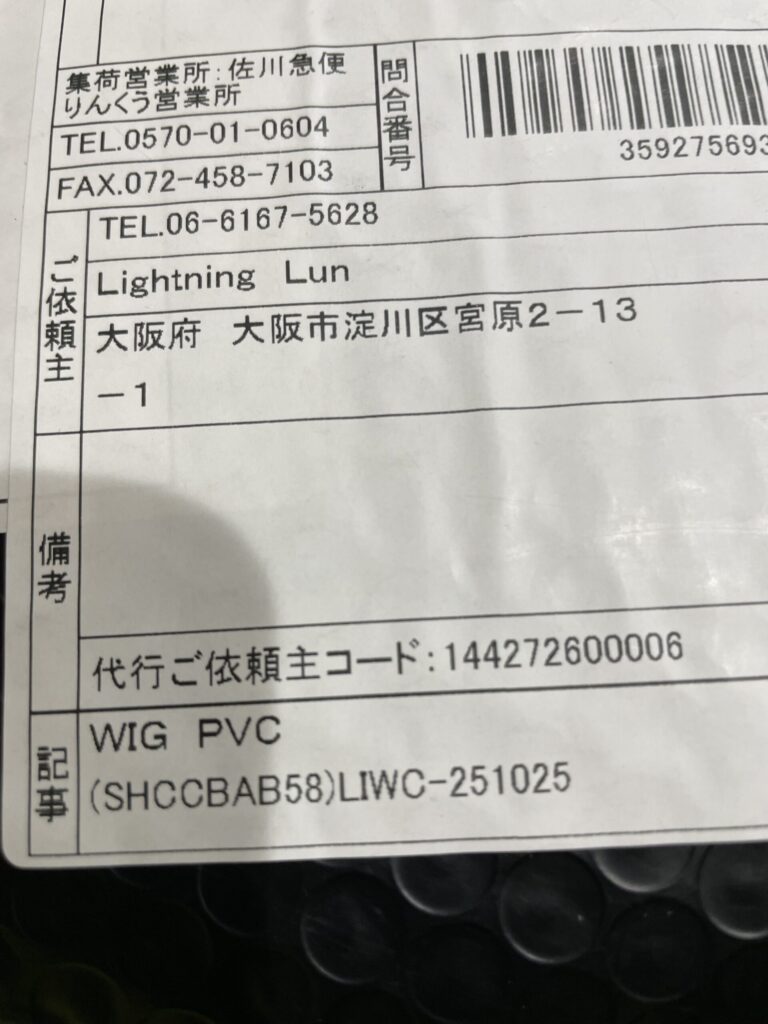 集荷営業所:佐川急便
りんくう営業所
TEL.0570-01-0604
FAX.072-458-7103
問合番号
359275693
ご依頼主
TEL.06-6167-5628
Lightning Lun
大阪府 大阪市淀川区宮原2-13
-1
備考
代行ご依頼主コード:144272600006
記事
WIG PVC
(SHCCBAB58)LIWC-251025